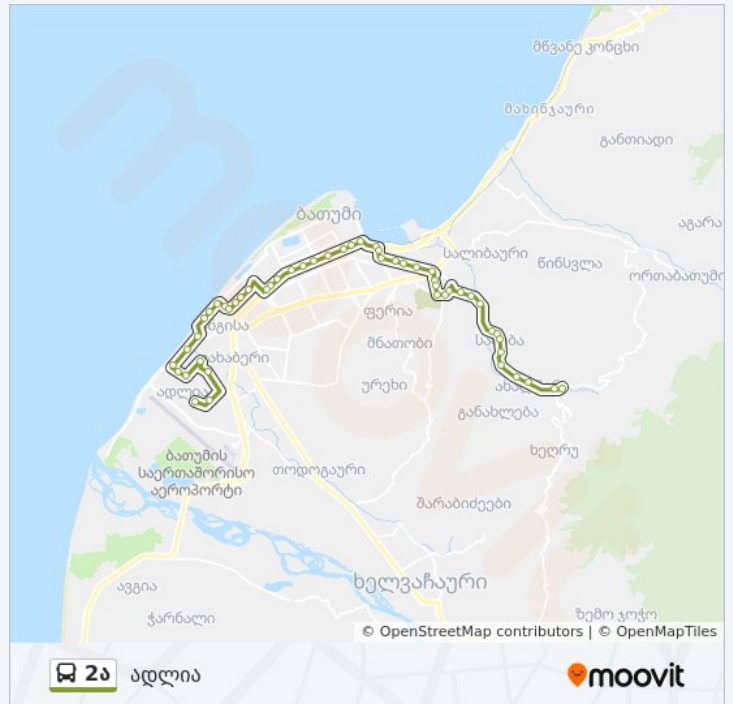 მწვანე კონცხი
მახინჯაური
განთიადი
ბათუმი
აგარა
სალიბაური
წინსვლა
ორთაბათუმი
ფერია
მნათობი
ადლია
ურეხი
განახლება
ხეღრუ
ბათუმის
საერთაშორისო
აეროპორტი
თოდოგაური
შარაბიძეები
ხელვაჩაური
ავგია
ჭარნალი
ზემო ჯოჭო
© OpenStreetMap contributors | © OpenMapTiles
2ა ადლია
moovit